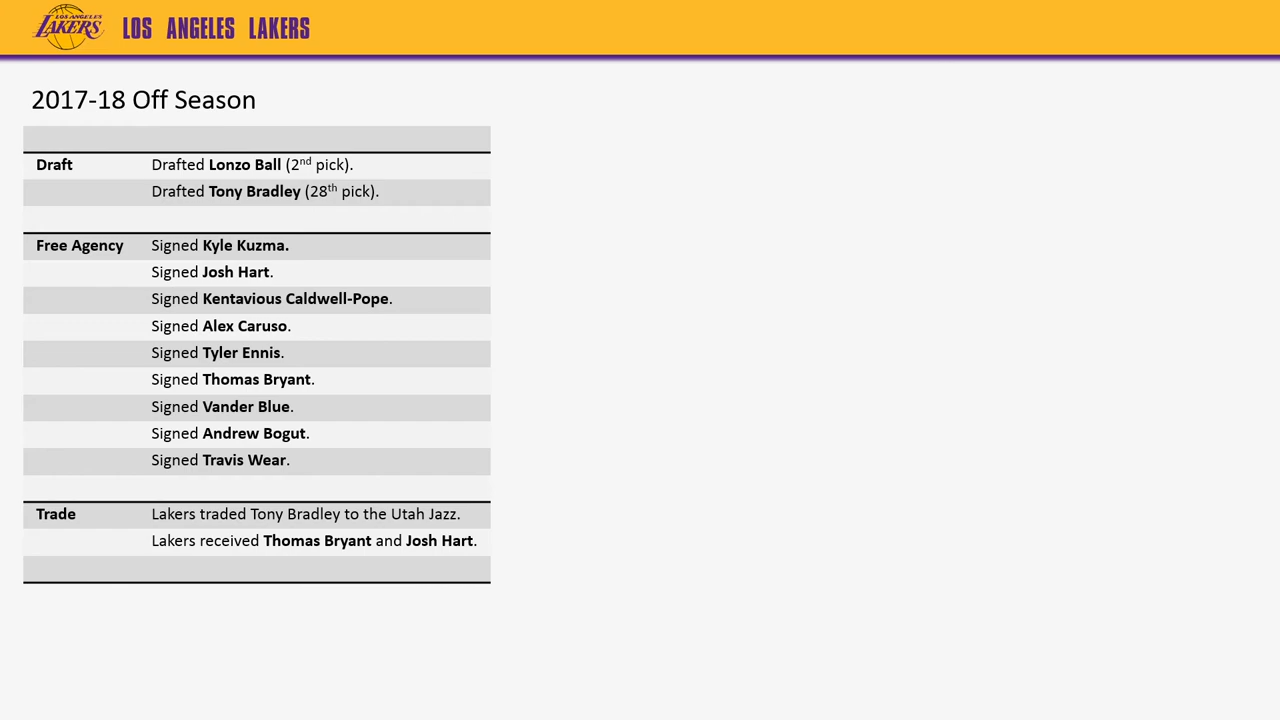 LOS ANGELES
LAKERS
LOS ANGELES LAKERS
2017-18 Off Season
Draft Drafted Lonzo Ball (2nd pick).
Drafted Tony Bradley (28th pick).
Free Agency Signed Kyle Kuzma.
Signed Josh Hart.
Signed Kentavious Caldwell-Pope.
Signed Alex Caruso.
Signed Tyler Ennis.
Signed Thomas Bryant.
Signed Vander Blue.
Signed Andrew Bogut.
Signed Travis Wear.
Trade Lakers traded Tony Bradley to the Utah Jazz.
Lakers received Thomas Bryant and Josh Hart.